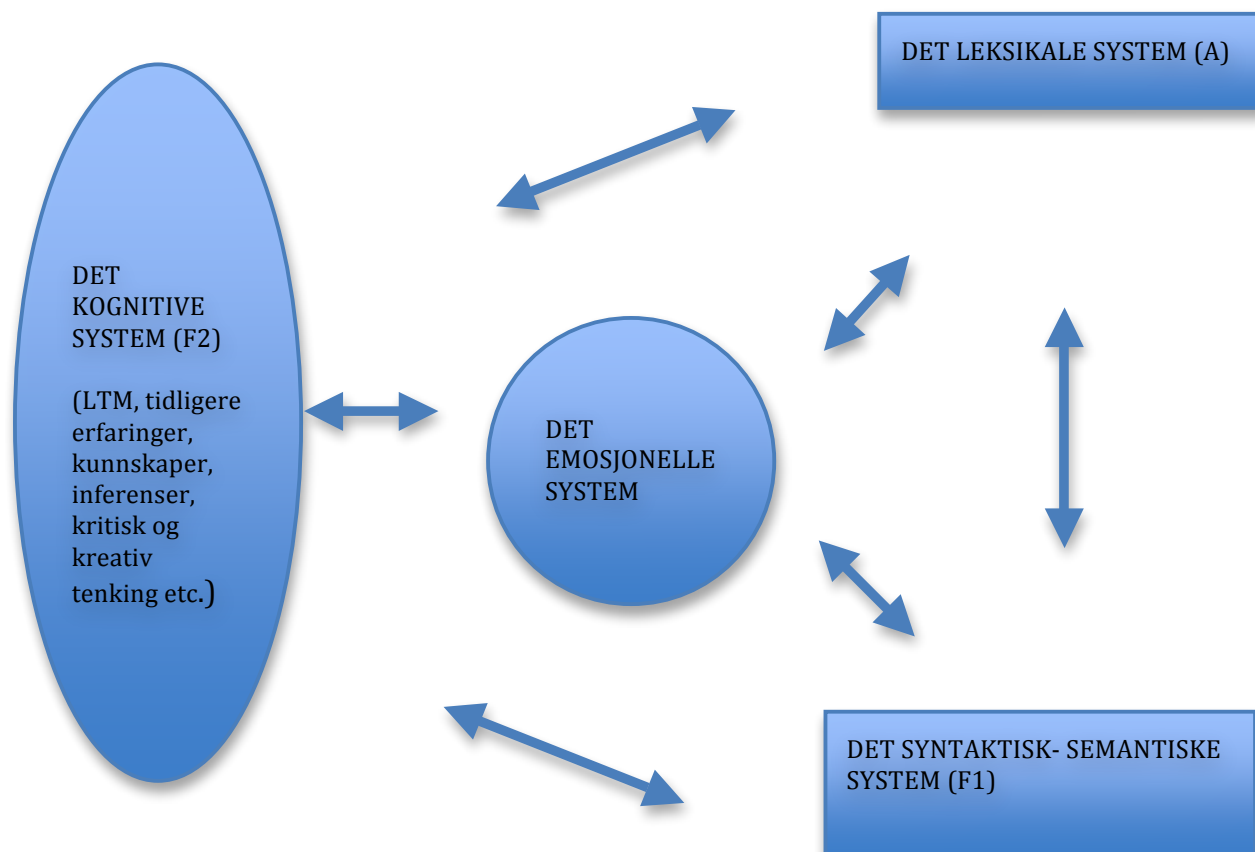 DET LEKSIKALE SYSTEM (A)
DET
KOGNITIVE
SYSTEM (F2)
(LTM, tidligere
erfaringer,
kunnskaper,
inferenser,
kritisk og
kreativ
tenking etc.)
DET
EMOSJONELLE
SYSTEM
DET SYNTAKTISK- SEMANTISKE
SYSTEM (F1)